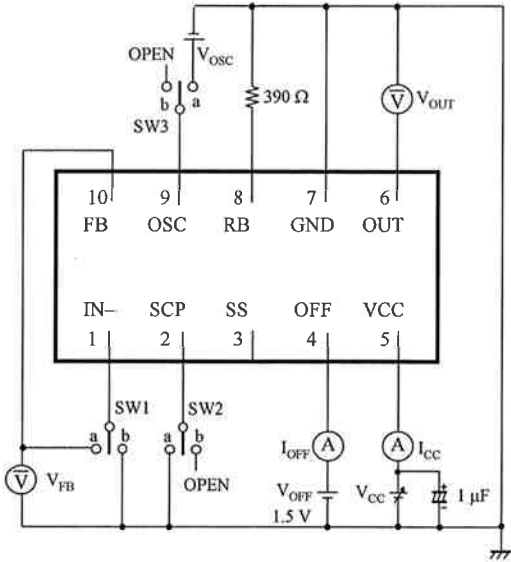 OPEN
VOSC
b a
SW3
390 Ω
V
VOUT
10 9 8 7 6
FB OSC RB GND OUT
IN– SCP SS OFF VCC
1 2 3 4 5
SW1
SW2
a b
a b
OPEN
V
VFB
IOFF
A
A
ICC
VOFF
1.5 V
VCC
+
1 μF